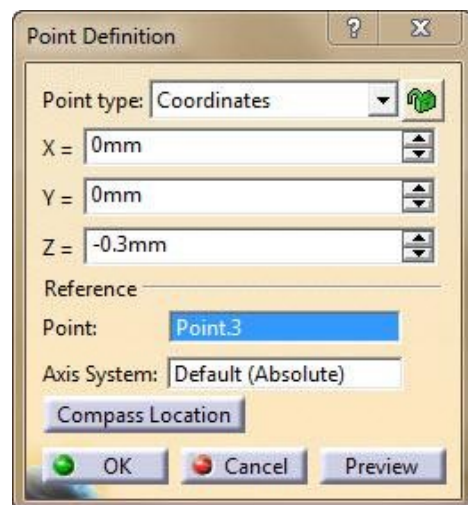 Point Definition
?
Point type: Coordinates
X = 0mm
Y = 0mm
Z = -0.3mm
Reference
Point: Point.3
Axis System: Default (Absolute)
Compass Location
OK Cancel Preview